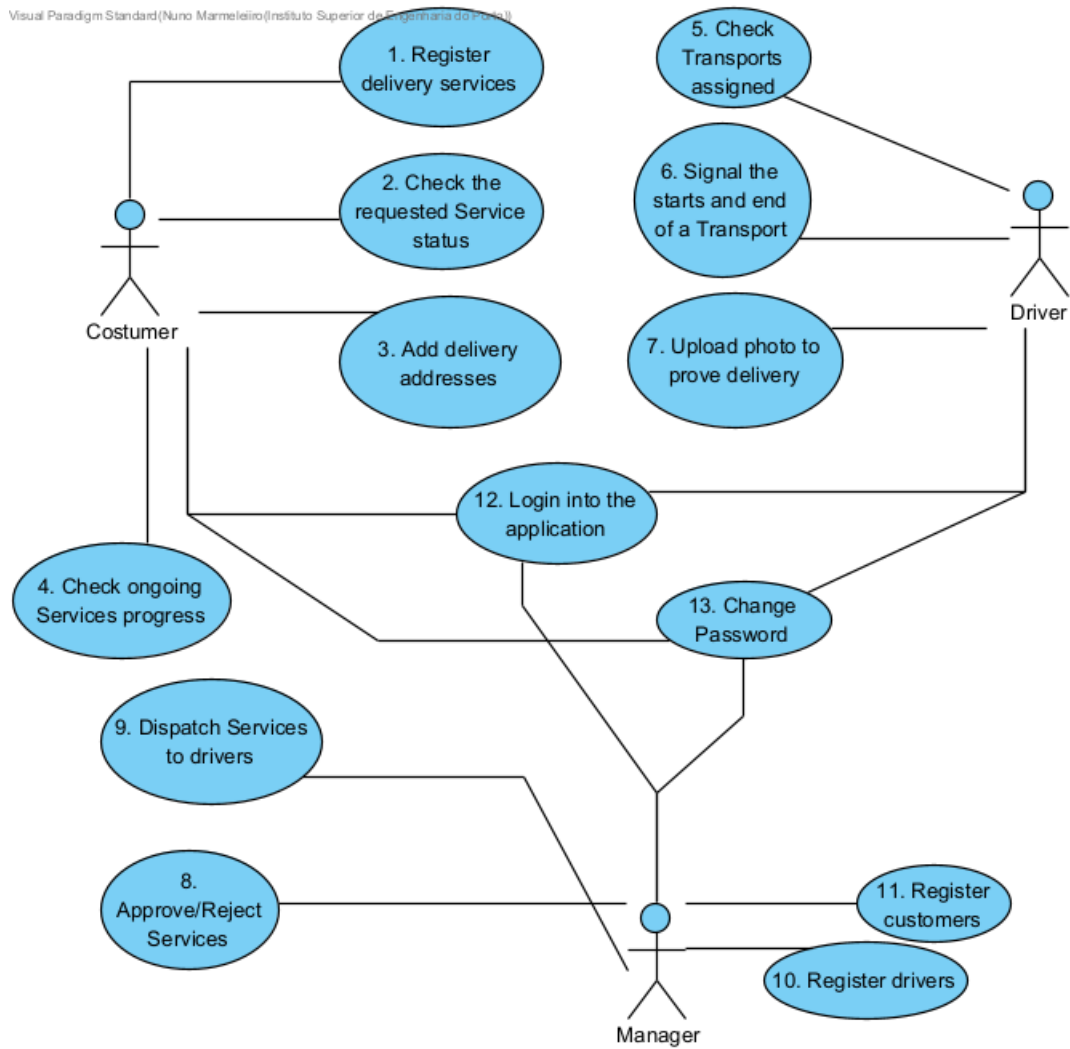 Visual Paradigm Standard(Nuno Marmeleiiro(Instituto Superior de Engenharia do Porto))
1. Register
delivery services
5. Check
Transports
assigned
2. Check the
requested Service
status
6. Signal the
starts and end
of a Transport
Costumer
Driver
3. Add delivery
addresses
7. Upload photo to
prove delivery
12. Login into the
application
4. Check ongoing
Services progress
13. Change
Password
9. Dispatch Services
to drivers
8.
Approve/Reject
Services
11. Register
customers
10. Register drivers
Manager